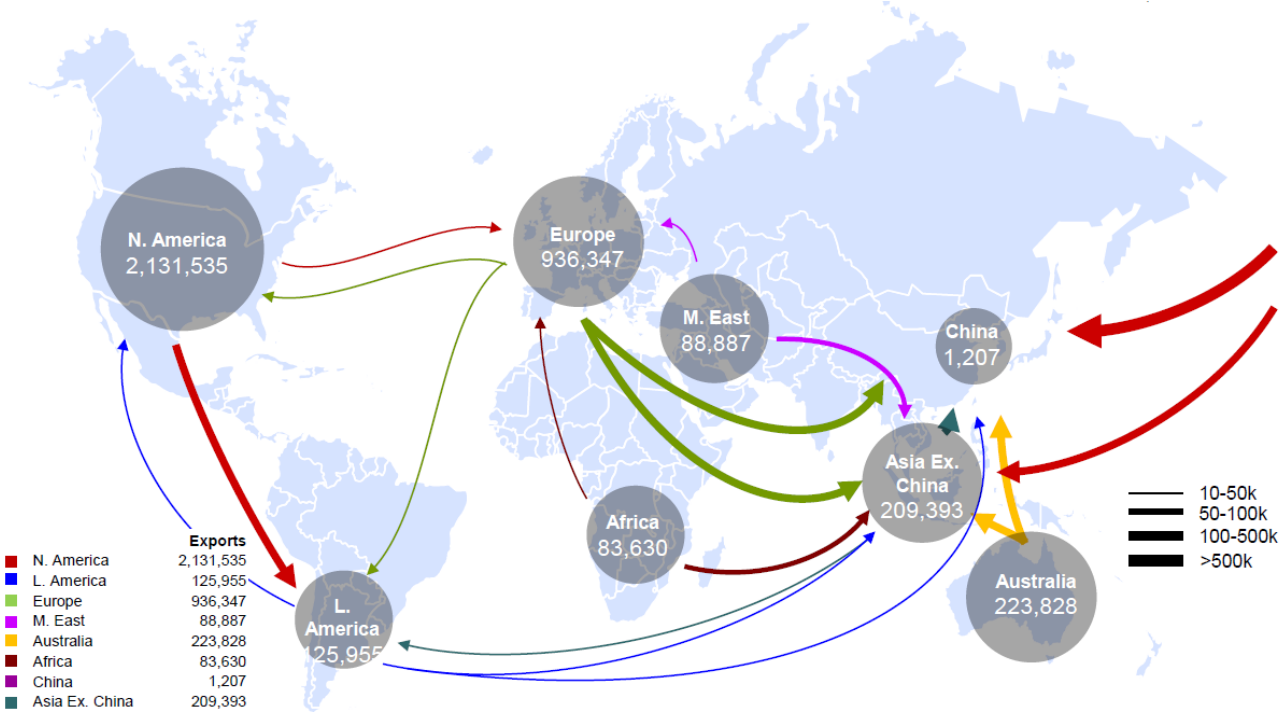 N. America
2,131,535
Europe
936,347
M. East
88,887
China
1,207
Asia Ex.
China
209,393
Africa
83,630
Australia
223,828
L.
America
125,955
10-50k
50-100k
100-500k
>500k
Exports
N. America 2,131,535
L. America 125,955
Europe 936,347
M. East 88,887
Australia 223,828
Africa 83,630
China 1,207
Asia Ex. China 209,393